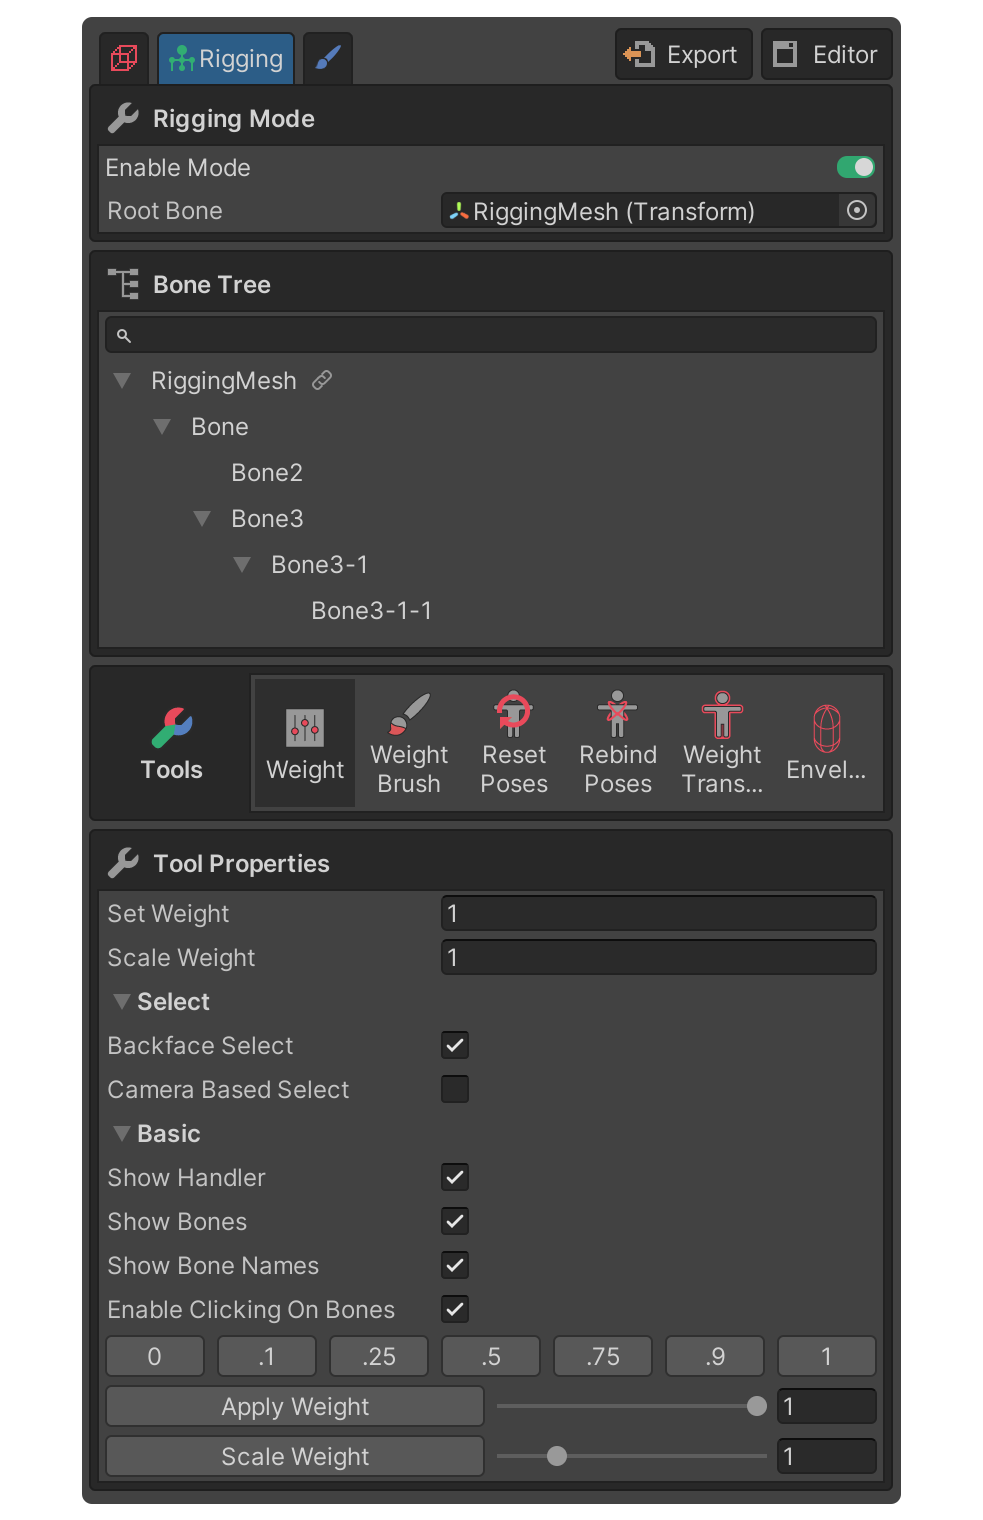 Rigging
Export
Editor
Rigging Mode
Enable Mode
Root Bone
RiggingMesh (Transform)
Bone Tree
RiggingMesh
Bone
Bone2
Bone3
Bone3-1
Bone3-1-1
Tools
Weight
Weight
Brush
Reset
Poses
Rebind
Poses
Weight
Trans...
Envel...
Tool Properties
Set Weight 1
Scale Weight 1
Select
Backface Select
Camera Based Select
Basic
Show Handler
Show Bones
Show Bone Names
Enable Clicking On Bones
0 .1 .25 .5 .75 .9 1
Apply Weight 1
Scale Weight 1